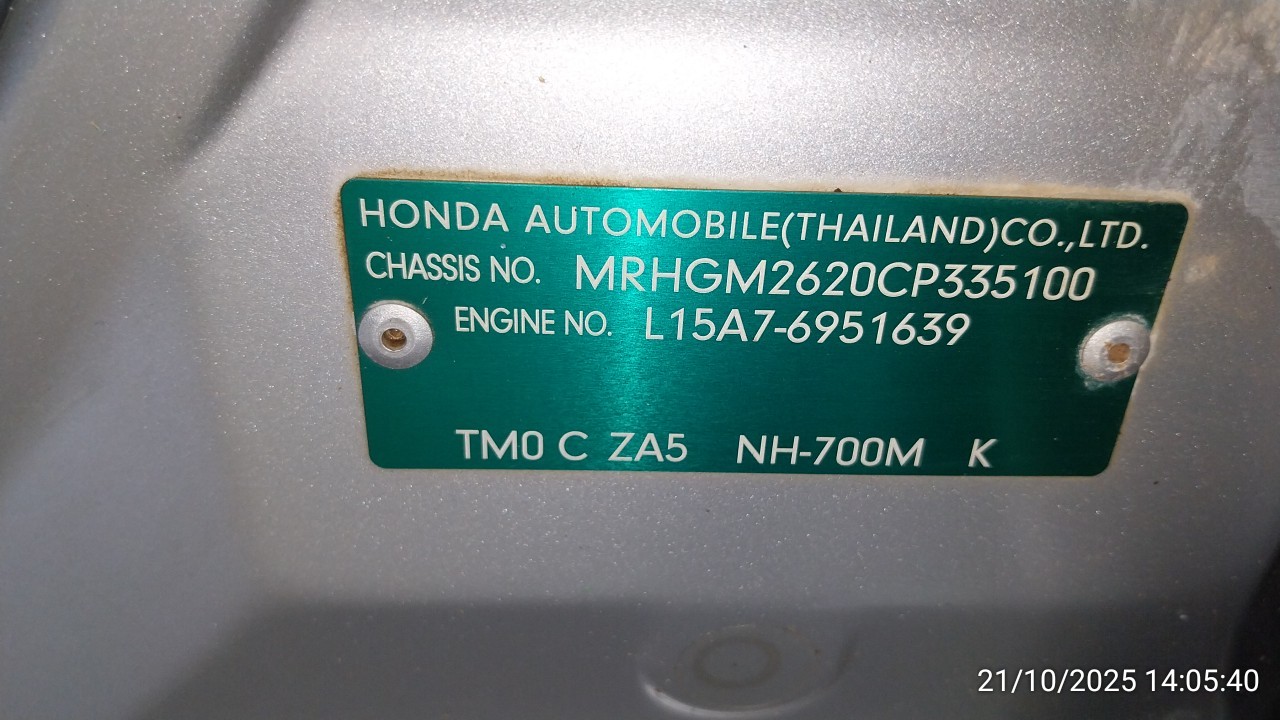 HONDA AUTOMOBILE(THAILAND)CO.,LTD.
CHASSIS NO. MRHGM2620CP335100
ENGINE NO. L15A7-6951639
TM0 C ZA5 NH-700M K
21/10/2025 14:05:40